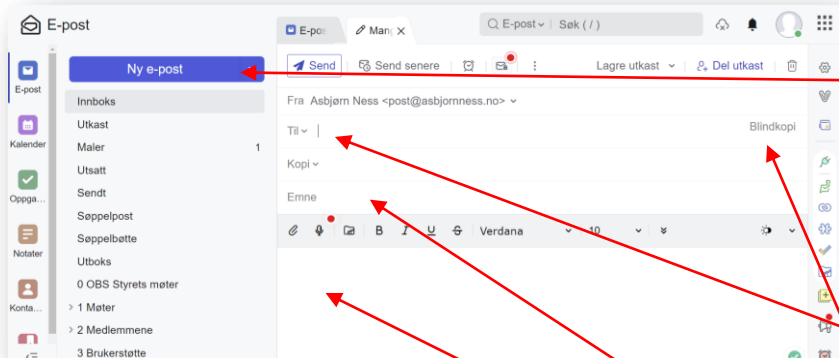 E-post
E-pos
Mang
E-post
Søk ( / )
E-post
Kalender
Oppga...
Notater
Konta...
Ny e-post
Innboks
Utkast
Maler 1
Utsatt
Sendt
Søppelpost
Søppelbøtte
Utboks
0 OBS Styrets møter
1 Møter
2 Medlemmene
3 Brukerstøtte
Send
Send senere
Lagre utkast
Del utkast
Fra Asbjørn Ness <post@asbjornness.no>
Til
Blindkopi
Kopi
Emne
B I U S Verdana 10